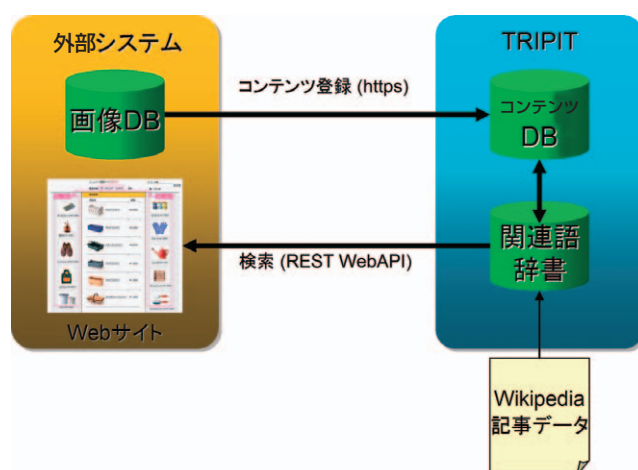 外部システム
画像DB
Webサイト
コンテンツ登録 (https)
検索 (REST WebAPI)
TRIPIT
コンテンツ
DB
関連語
辞書
Wikipedia
記事データ